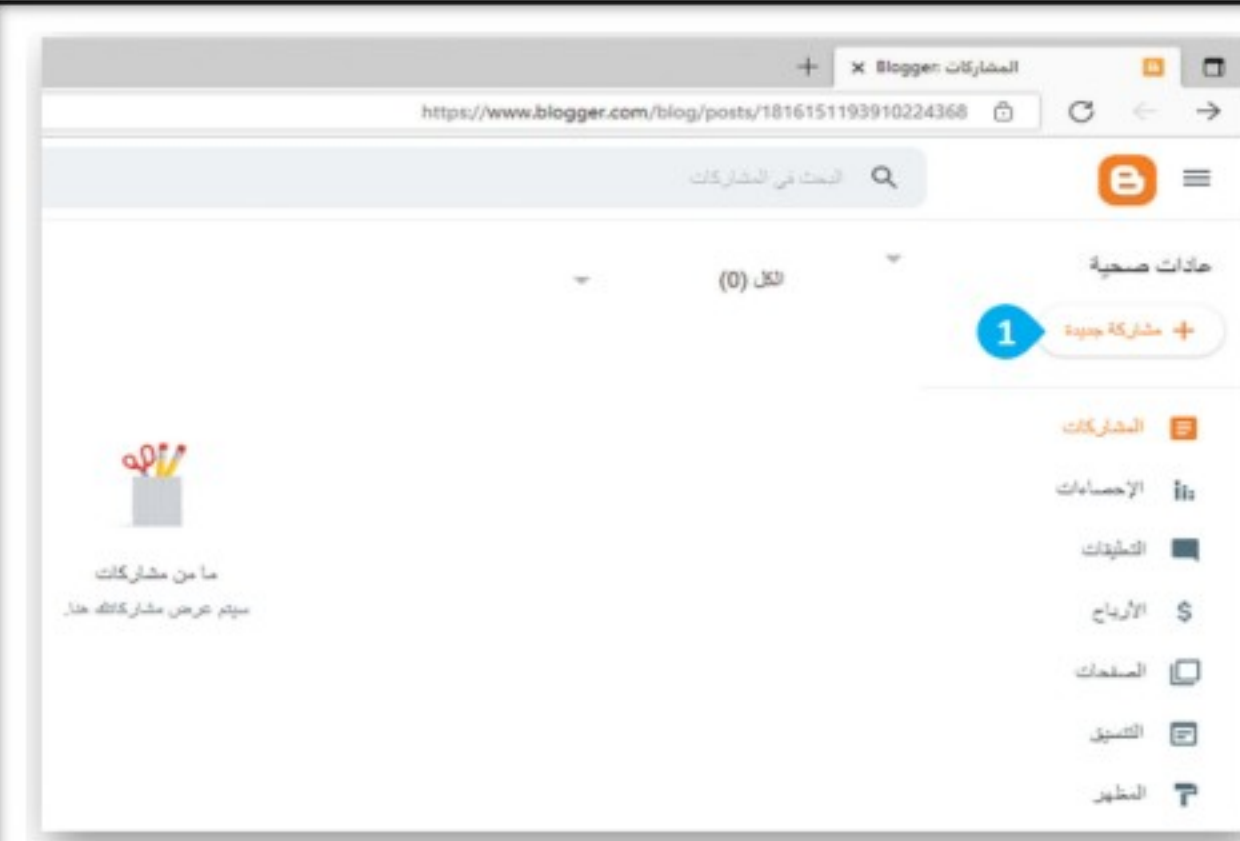 المشاركات :Blogger
https://www.blogger.com/blog/posts/1816151193910224368
البحث في المشاركات
عادات صحية
الكل (0)
مشاركة جديدة
1
المشاركات
الإحصاءات
التعليقات
الأرباح
الصفحات
التنسيق
المظهر
ما من مشاركات
سيتم عرض مشاركاتك هنا.